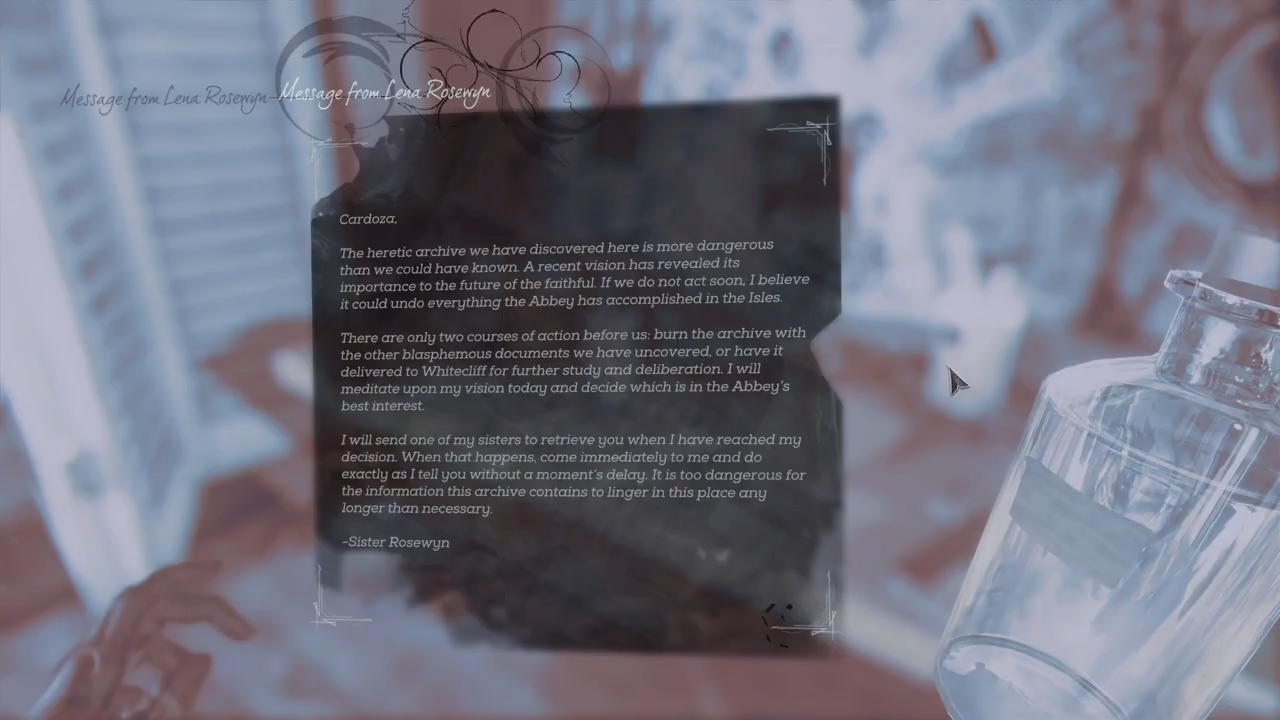 Message from Lena Rosewyn Message from Lena Rosewyn
Cardoza,
The heretic archive we have discovered here is more dangerous
than we could have known. A recent vision has revealed its
importance to the future of the faithful. If we do not act soon, I believe
it could undo everything the Abbey has accomplished in the Isles.
There are only two courses of action before us: burn the archive with
the other blasphemous documents we have uncovered, or have it
delivered to Whitecliff for further study and deliberation. I will
meditate upon my vision today and decide which is in the Abbey's
best interest.
I will send one of my sisters to retrieve you when I have reached my
decision. When that happens, come immediately to me and do
exactly as I tell you without a moment's delay. It is too dangerous for
the information this archive contains to linger in this place any
longer than necessary.
-Sister Rosewyn